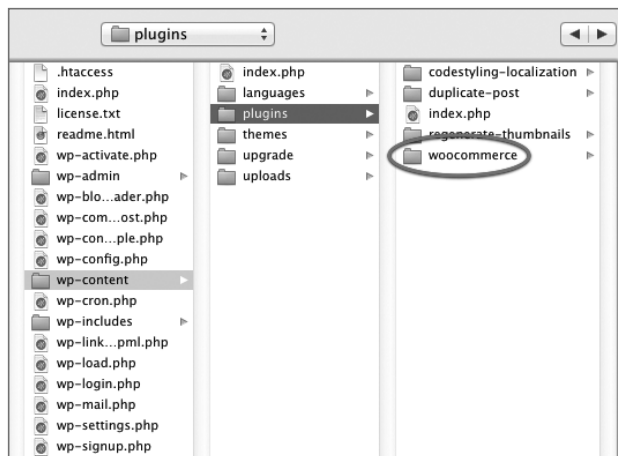 plugins
.htaccess
index.php
license.txt
readme.html
wp-activate.php
wp-admin
wp-blo...ader.php
wp-com...ost.php
wp-con...ple.php
wp-config.php
wp-content
wp-cron.php
wp-includes
wp-link...pml.php
wp-load.php
wp-login.php
wp-mail.php
wp-settings.php
wp-signup.php
index.php
languages
plugins
themes
upgrade
uploads
codestyling-localization
duplicate-post
index.php
regenerate-thumbnails
woocommerce